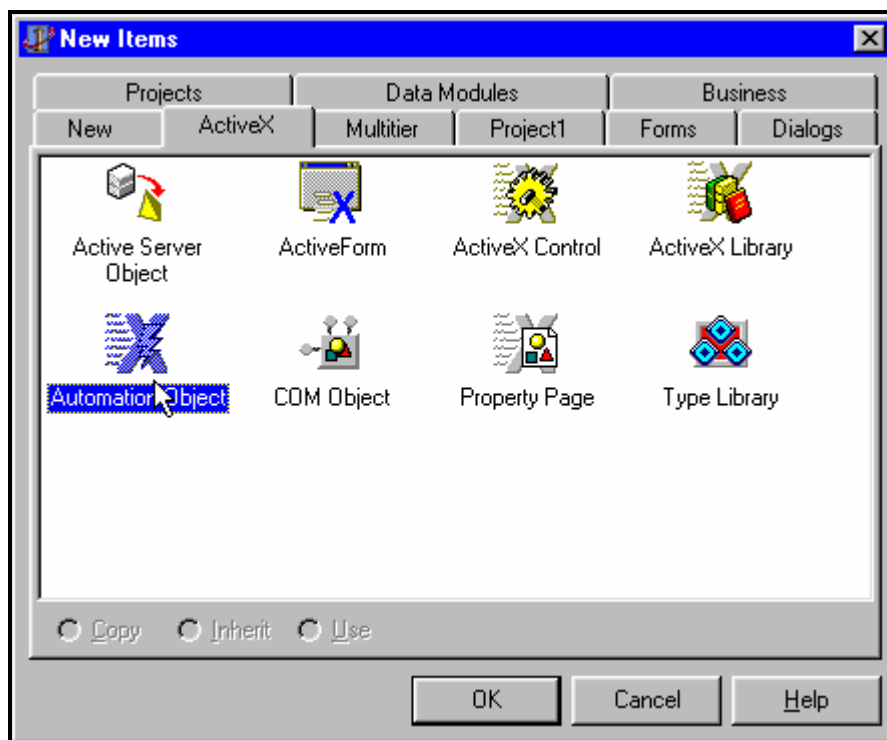 New Items
Projects Data Modules Business
New ActiveX Multitier Project1 Forms Dialogs
Active Server Object
ActiveForm
ActiveX Control
ActiveX Library
Automation Object
COM Object
Property Page
Type Library
Copy Inherit Use
OK Cancel Help